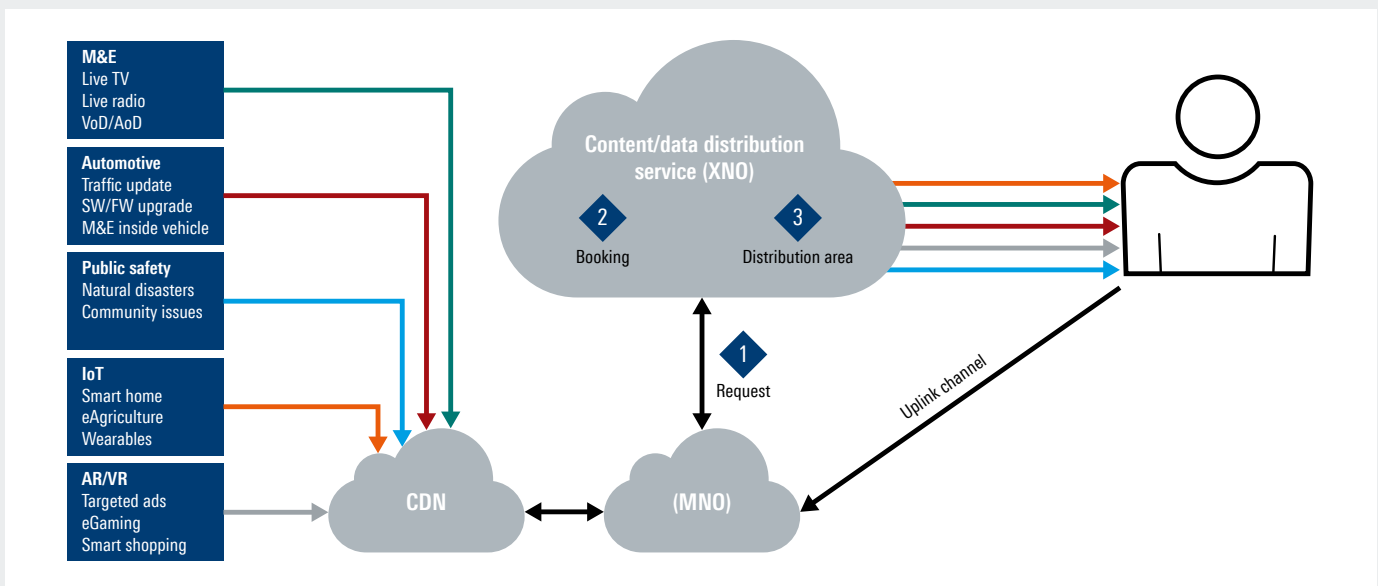 M&E
Live TV
Live radio
VoD/AoD
Automotive
Traffic update
SW/FW upgrade
M&E inside vehicle
Public safety
Natural disasters
Community issues
IoT
Smart home
eAgriculture
Wearables
AR/VR
Targeted ads
eGaming
Smart shopping
CDN
(MNO)
Content/data distribution
service (XNO)
2
Booking
3
Distribution area
1
Request
Uplink channel